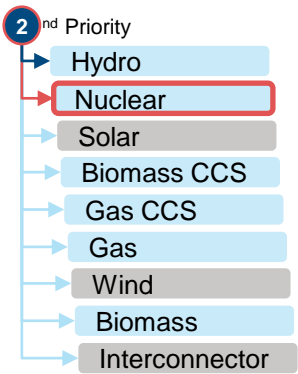 2nd Priority
Hydro
Nuclear
Solar
Biomass CCS
Gas CCS
Gas
Wind
Biomass
Interconnector